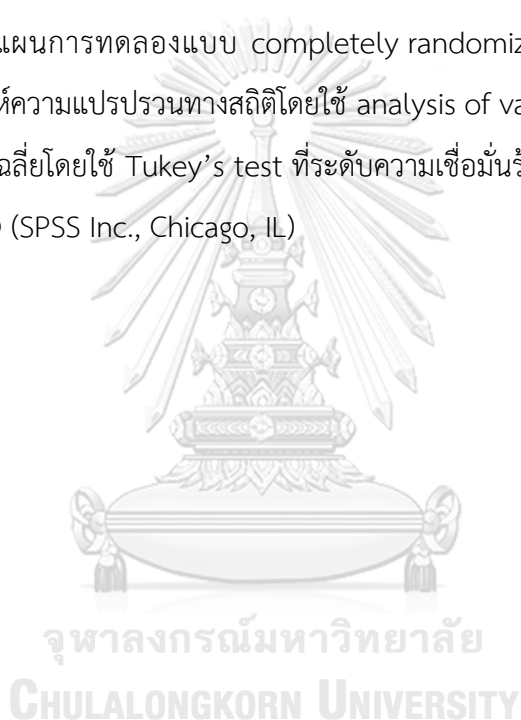 แผนการทดลองแบบ completely randomiz
ห์ความแปรปรวนทางสถิติโดยใช้ analysis of va
ฉลี่ยโดยใช้ Tukey's test ที่ระดับความเชื่อมั่นร้
(SPSS Inc., Chicago, IL)
จุฬาลงกรณ์มหาวิทยาลัย
CHULALONGKORN UNIVERSITY